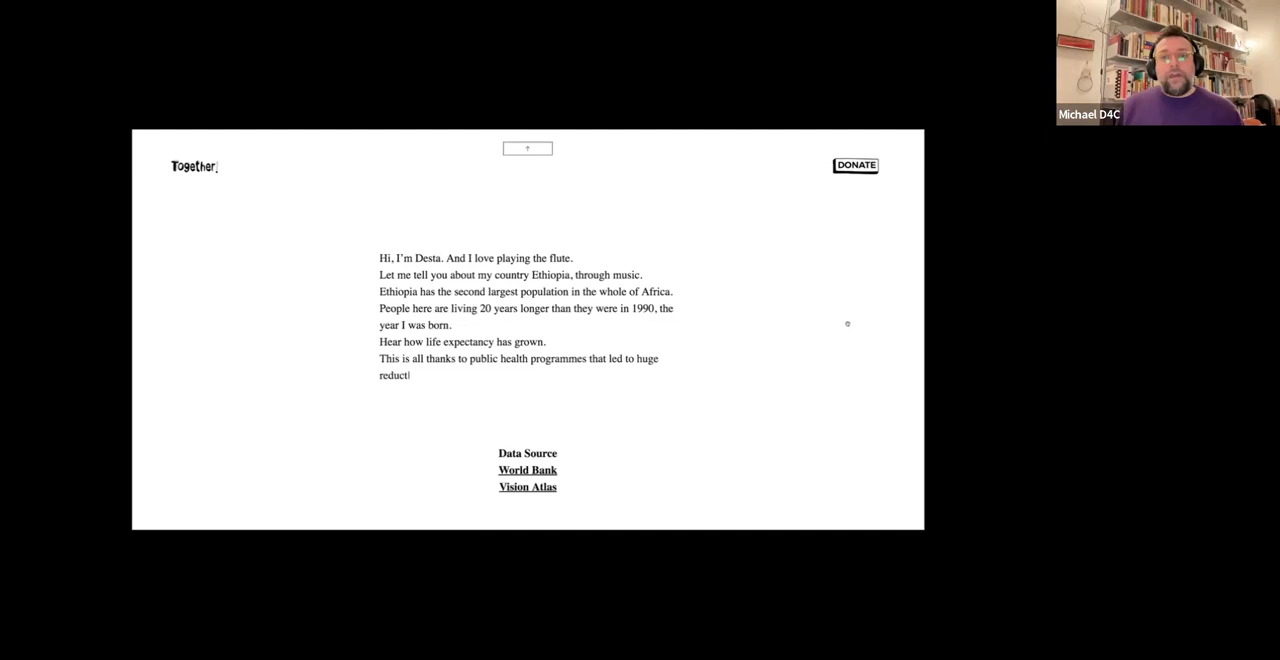 Michael D4C
↑
Together
DONATE
Hi, I'm Desta. And I love playing the flute.
Let me tell you about my country Ethiopia, through music.
Ethiopia has the second largest population in the whole of Africa.
People here are living 20 years longer than they were in 1990, the
year I was born.
Hear how life expectancy has grown.
This is all thanks to public health programmes that led to huge
reduct
Data Source
World Bank
Vision Atlas